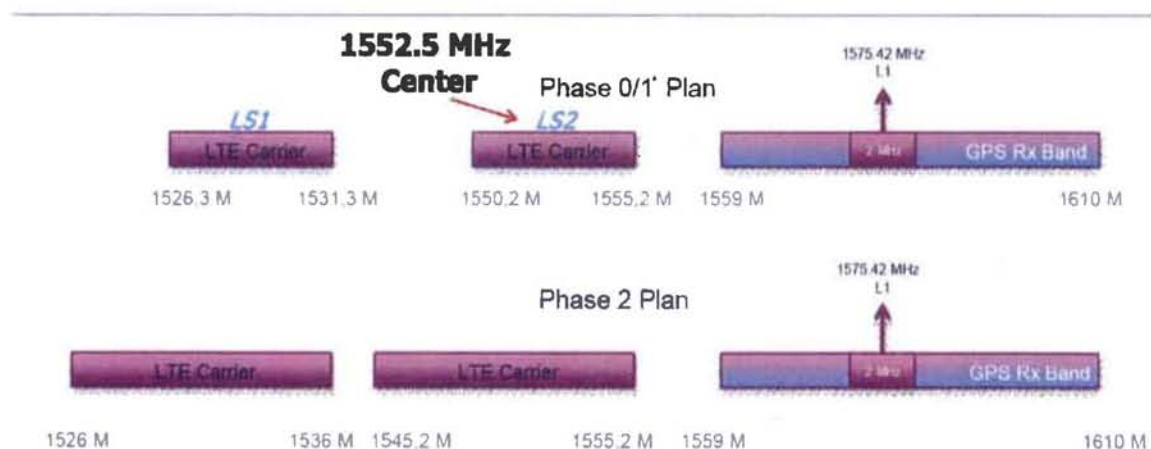 1552.5 MHz
Center
Phase 0/1* Plan
1575.42 MHz
L1
LS1
LS2
LTE Carrier
LTE Carrier
2 MHz
GPS Rx Band
1526.3 M
1531.3 M
1550.2 M
1555.2 M
1559 M
1610 M
Phase 2 Plan
1575.42 MHz
L1
LTE Carrier
LTE Carrier
2 MHz
GPS Rx Band
1526 M
1536 M
1545.2 M
1555.2 M
1559 M
1610 M